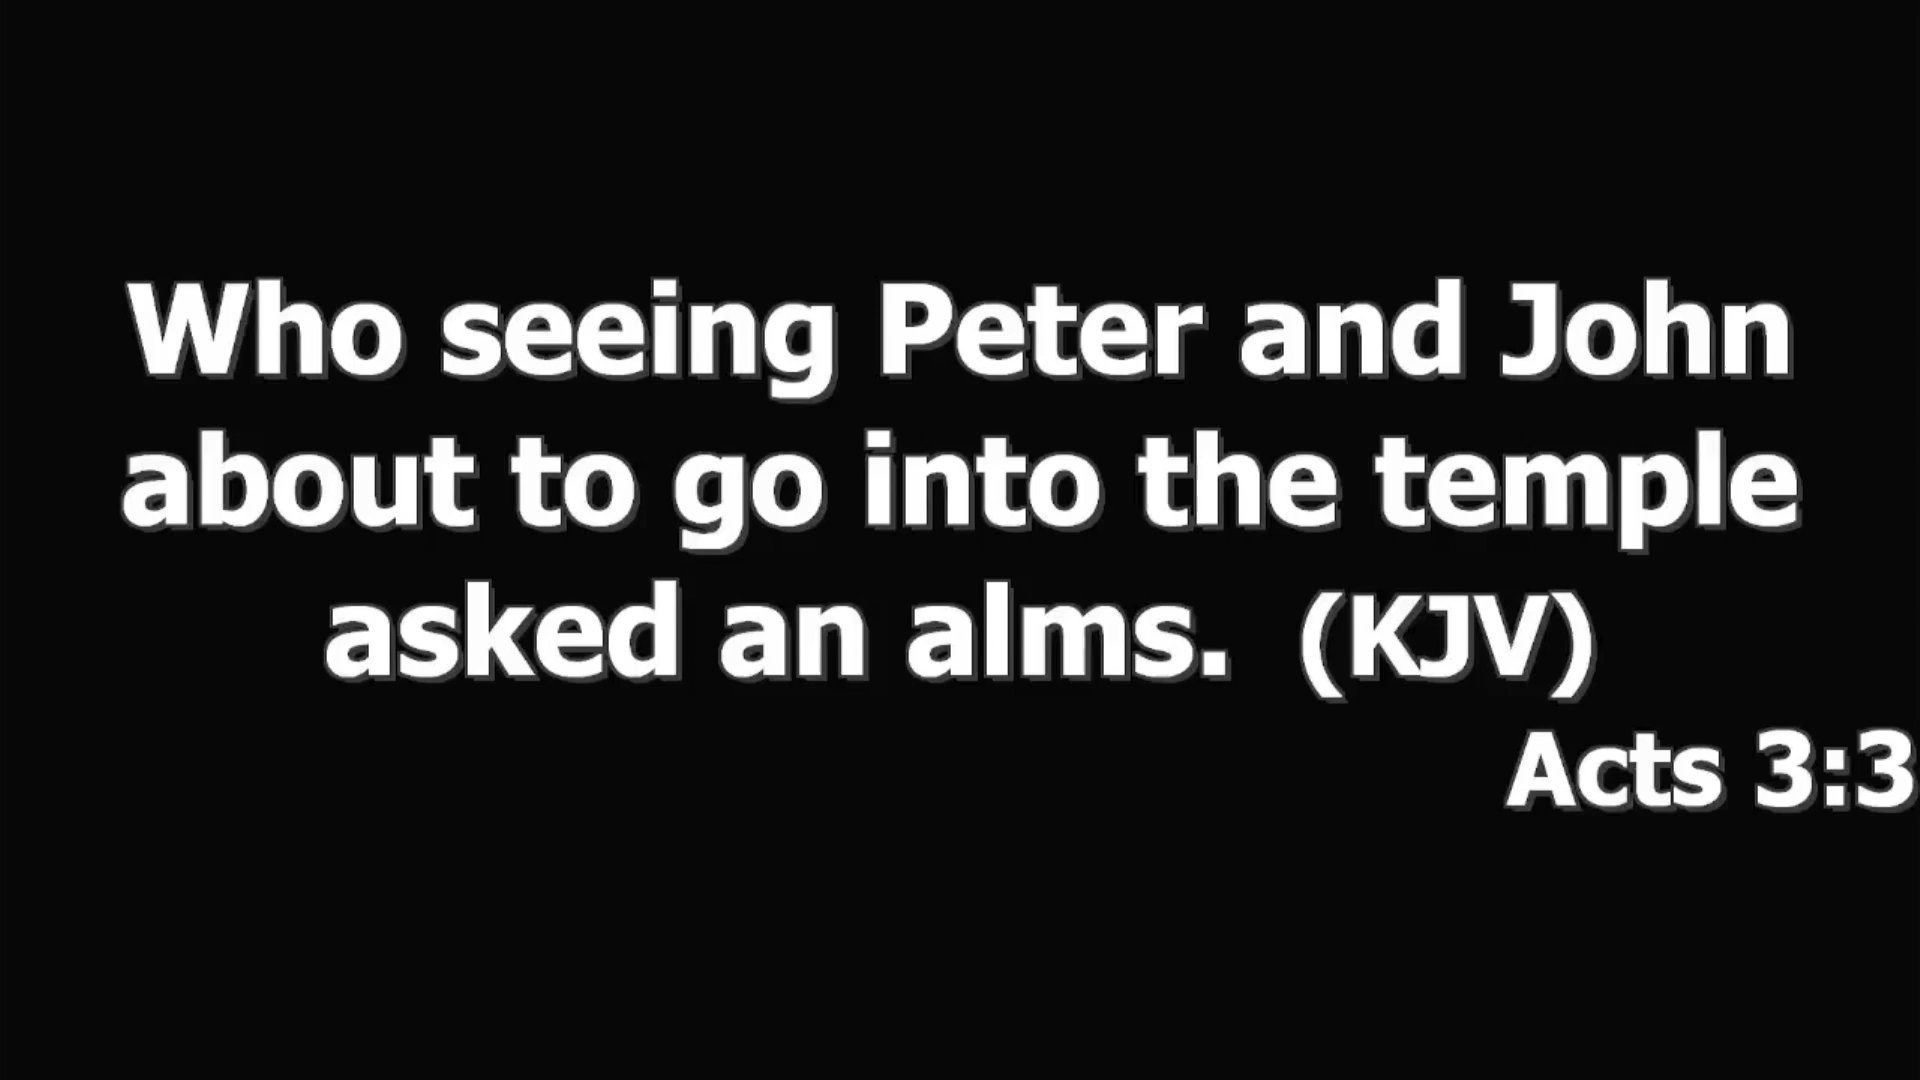 Who seeing Peter and John
about to go into the temple
asked an alms.  (KJV)
Acts 3:3